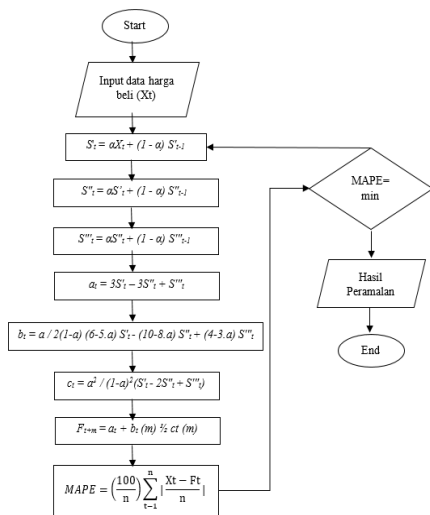 Start
Input data harga
beli (Xt)
S't = αXt + (1 - α) S't-1
S''t = αS't + (1 - α) S''t-1
S'''t = αS''t + (1 - α) S'''t-1
at = 3S't – 3S''t + S'''t
bt = a / 2(1-a) (6-5.a) S't - (10-8.a) S''t + (4-3.a) S'''t
ct = a² / (1-a)² (S't - 2S''t + S'''t)
Ft+m = at + bt (m) ½ ct (m)
MAPE = (100/n) ∑ n t–1 |Xt – Ft / n|
MAPE=
min
Hasil
Peramalan
End